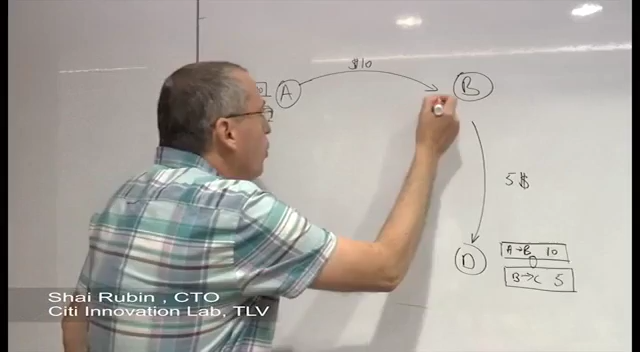 $10
A
B
5 $
D
A→B 10
B→C 5
Shai Rubin , CTO
Citi Innovation Lab, TLV